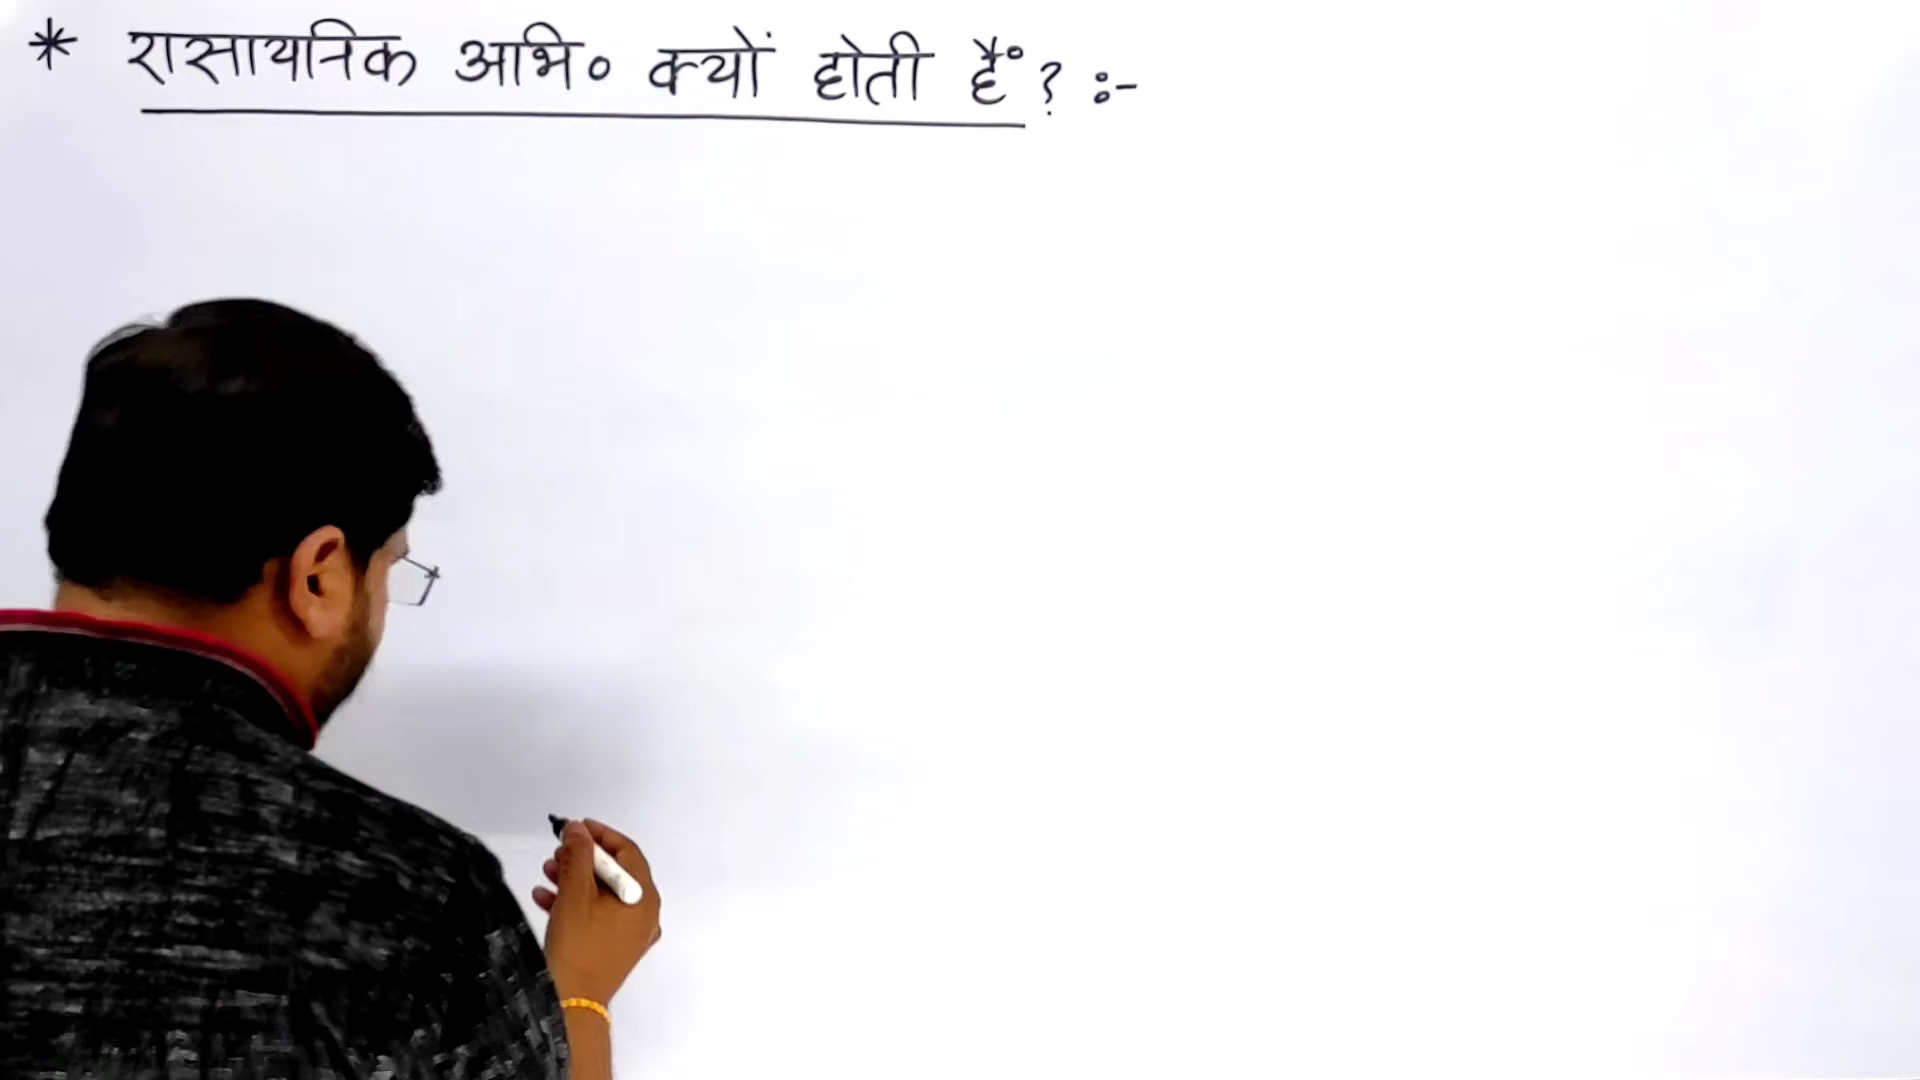 * रासायनिक अभि० क्यों होती हैं ? :-